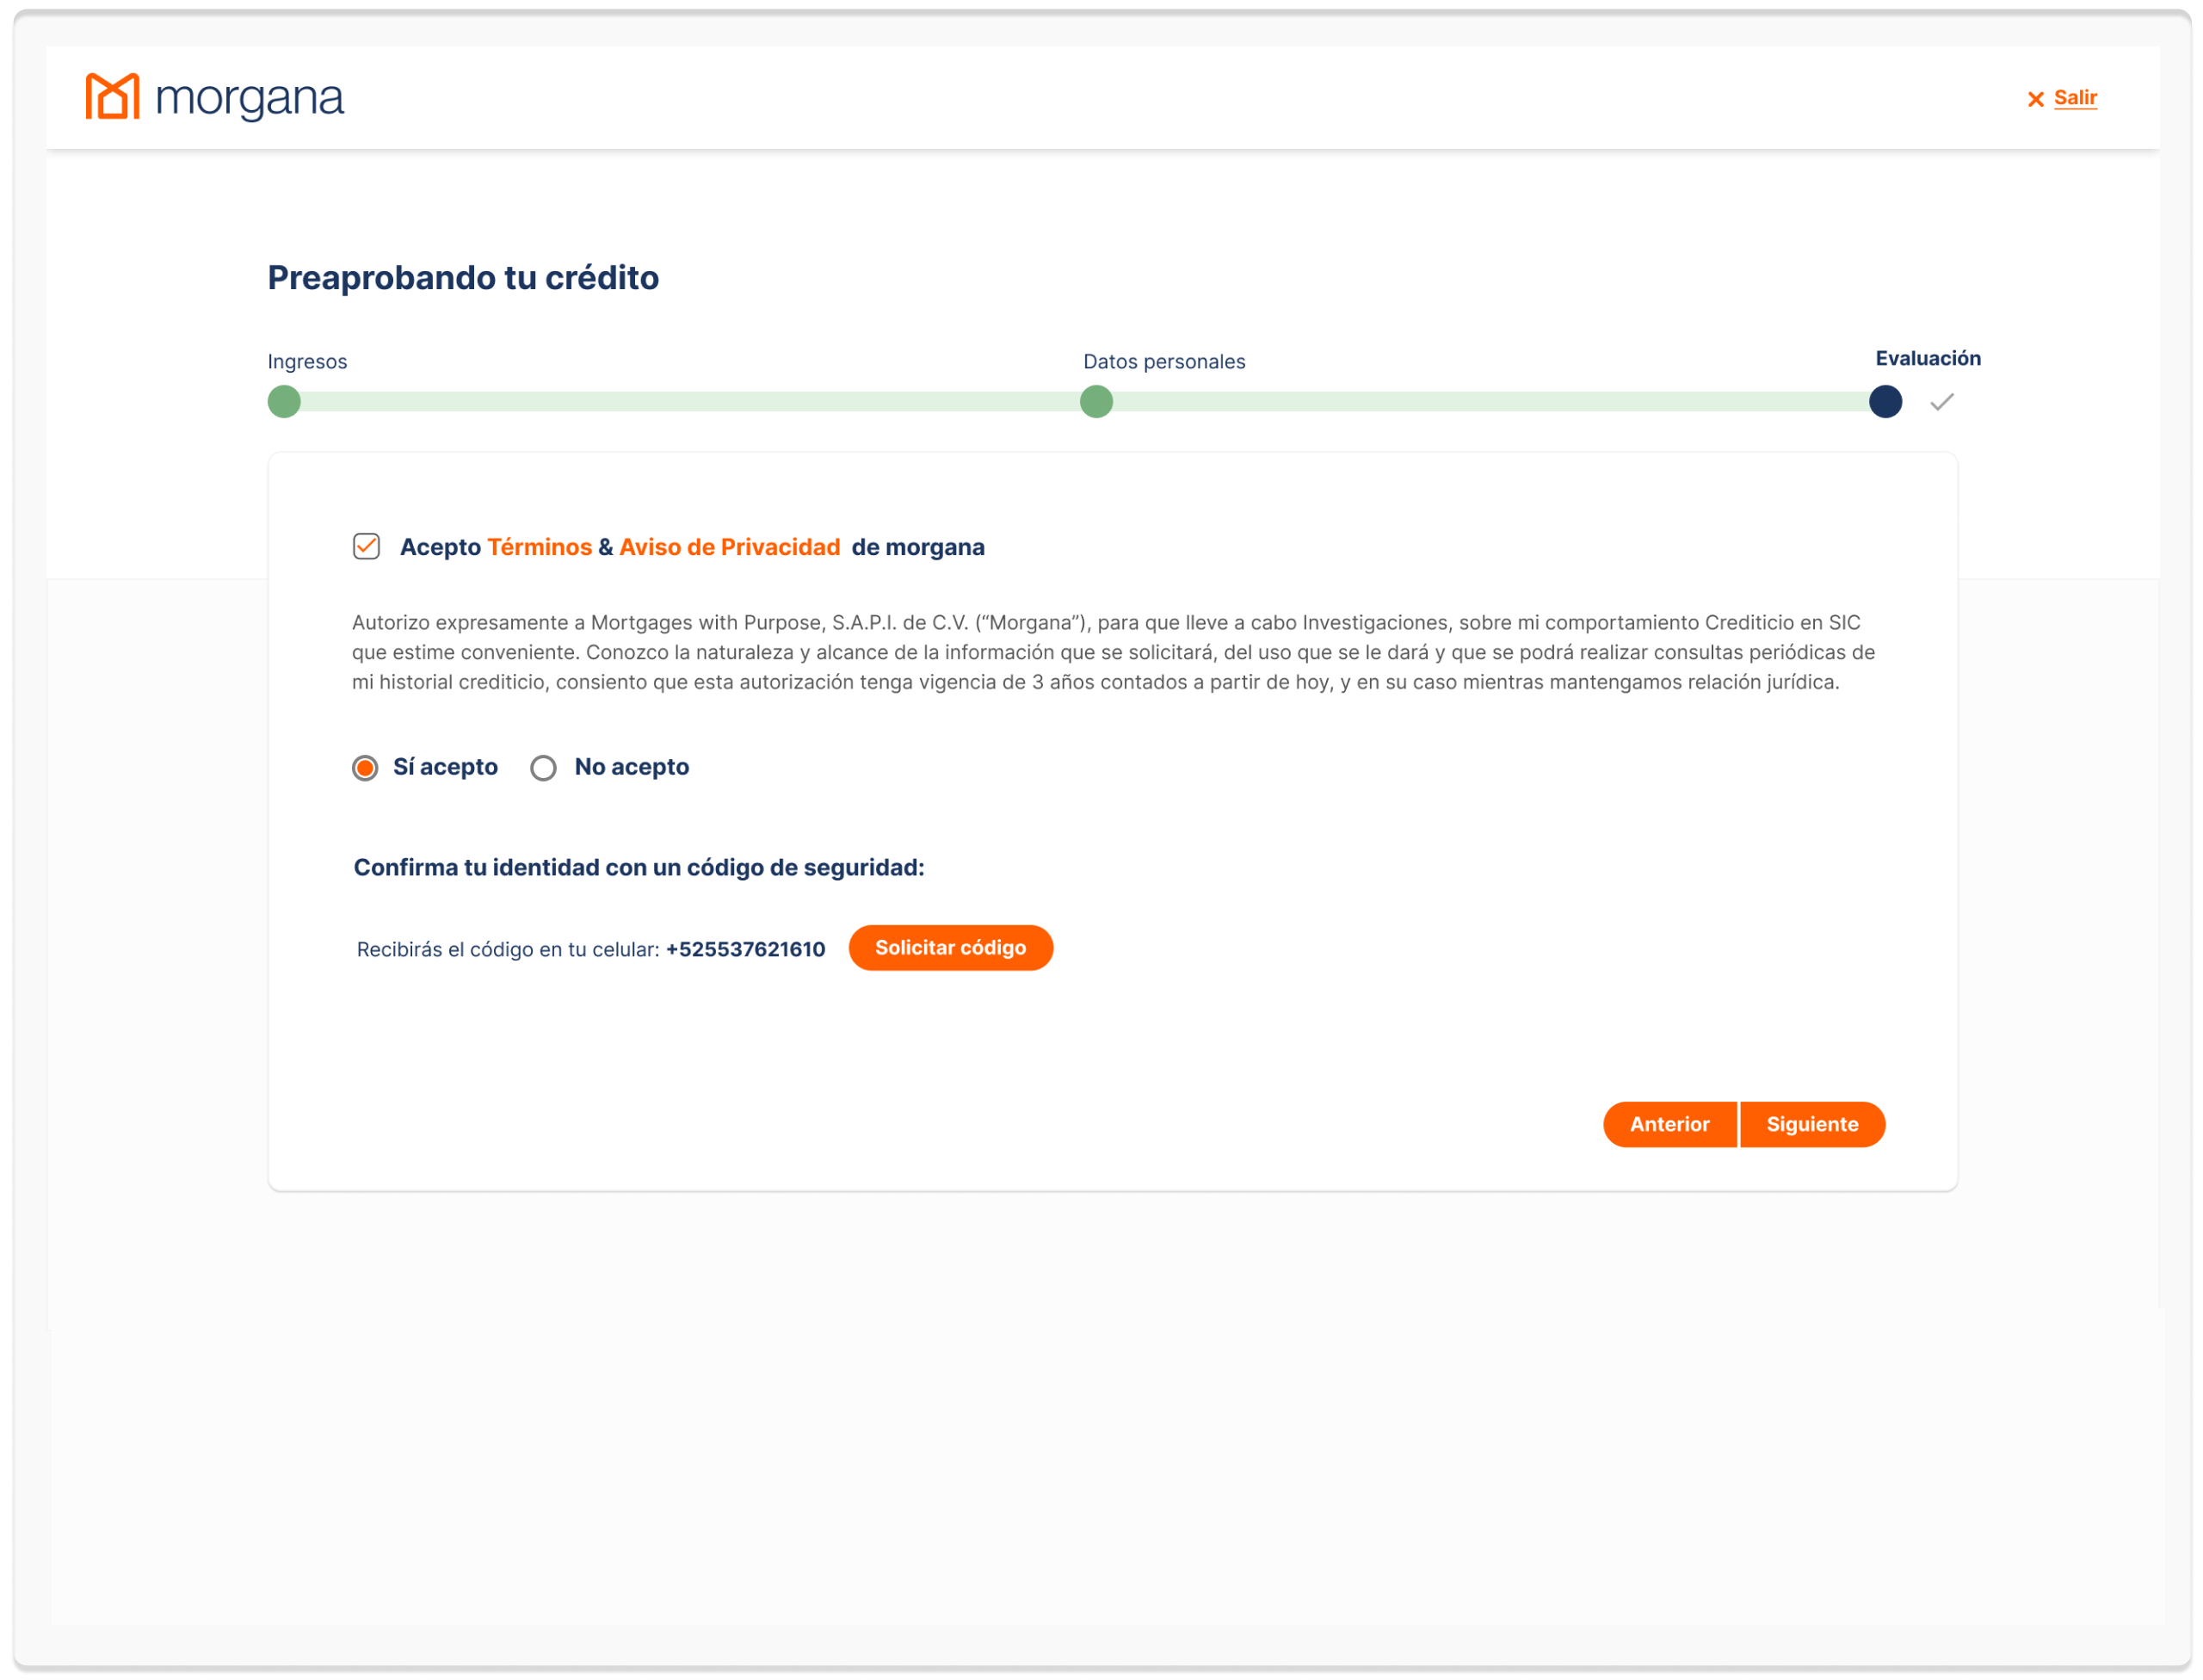 morgana
Salir
Preaprobando tu crédito
Ingresos
Datos personales
Evaluación
Acepto Términos & Aviso de Privacidad de morgana
Autorizo expresamente a Mortgages with Purpose, S.A.P.I. de C.V. (“Morgana”), para que lleve a cabo Investigaciones, sobre mi comportamiento Crediticio en SIC
que estime conveniente. Conozco la naturaleza y alcance de la información que se solicitará, del uso que se le dará y que se podrá realizar consultas periódicas de
mi historial crediticio, consiento que esta autorización tenga vigencia de 3 años contados a partir de hoy, y en su caso mientras mantengamos relación jurídica.
Sí acepto
No acepto
Confirma tu identidad con un código de seguridad:
Recibirás el código en tu celular: +525537621610
Solicitar código
Anterior
Siguiente